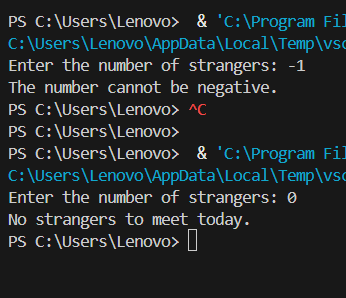 PS C:\Users\Lenovo>  & 'C:\Program Fil
C:\Users\Lenovo\AppData\Local\Temp\vsc
Enter the number of strangers: -1
The number cannot be negative.
PS C:\Users\Lenovo> ^C
PS C:\Users\Lenovo>
PS C:\Users\Lenovo>  & 'C:\Program Fil
C:\Users\Lenovo\AppData\Local\Temp\vsc
Enter the number of strangers: 0
No strangers to meet today.
PS C:\Users\Lenovo>